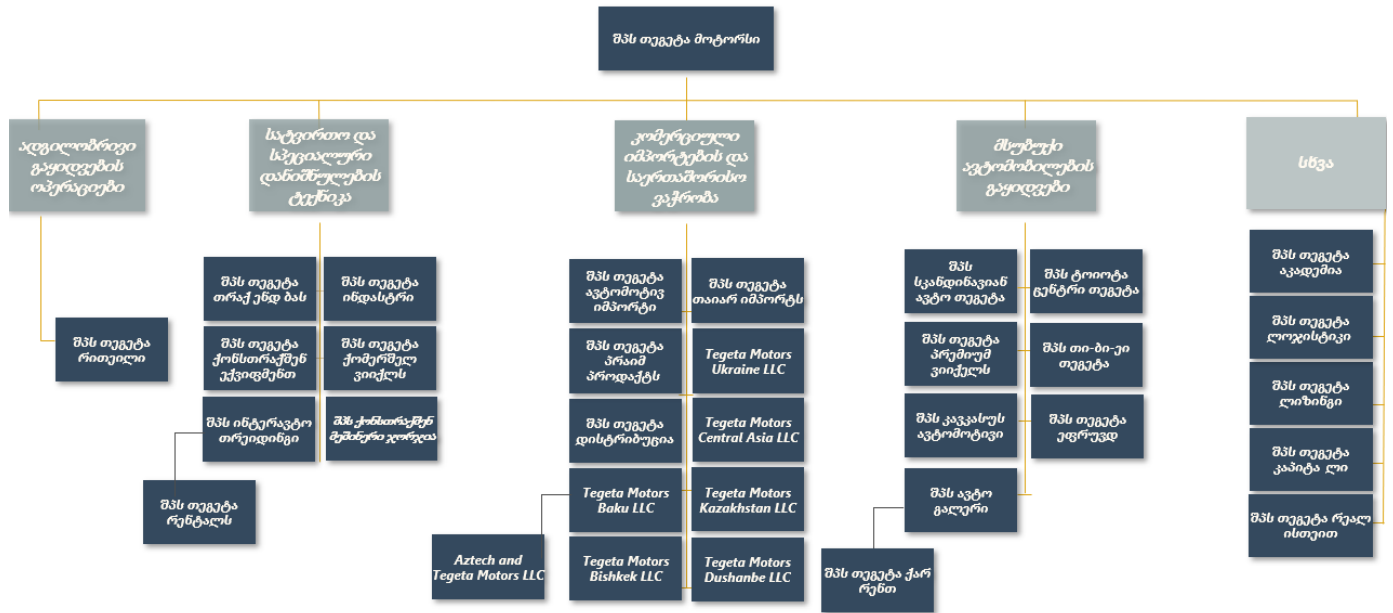 შპს თეგეტა მოტორსი
ადგილობრივი
გაყიდვების
ოპერაციები
სატვირთო და
სპეციალური
დანიშნულების
ტექნიკა
კომერციული
იმპორტების და
საერთაშორისო
ვაჭრობა
მსუბუქი
ავტომობილების
გაყიდვები
სხვა
შპს თეგეტა
რითეილი
შპს თეგეტა
თრაქ ენდ ბას
შპს თეგეტა
ინდასტრი
შპს თეგეტა
ქონსთრაქშენ
ექვიფმენთ
შპს თეგეტა
ქომერშელ
ვიიქლს
შპს ინტერავტო
თრეიდინგი
შპს ქონსთრაქშენ
მეშინერი ჯორჯია
შპს თეგეტა
რენტალს
შპს თეგეტა
ავტომოტივ
იმპორტი
შპს თეგეტა
თაიარ იმპორტს
შპს თეგეტა
პრაიმ
პროდაქტს
Tegeta Motors
Ukraine LLC
შპს თეგეტა
დისტრიბუცია
Tegeta Motors
Central Asia LLC
Tegeta Motors
Baku LLC
Tegeta Motors
Kazakhstan LLC
Aztech and
Tegeta Motors LLC
Tegeta Motors
Bishkek LLC
Tegeta Motors
Dushanbe LLC
შპს
სკანდინავიან
ავტო თეგეტა
შპს ტოიოტა
ცენტრი თეგეტა
შპს თეგეტა
პრემიუმ
ვიიქელს
შპს თი-ბი-ეი
თეგეტა
შპს კავკასუს
ავტომოტივი
შპს თეგეტა
ეფრუვდ
შპს ავტო
გალერი
შპს თეგეტა ქარ
რენთ
შპს თეგეტა
აკადემია
შპს თეგეტა
ლოჯისტიკი
შპს თეგეტა
ლიზინგი
შპს თეგეტა
კაპიტა ლი
შპს თეგეტა რეალ
ისთეით